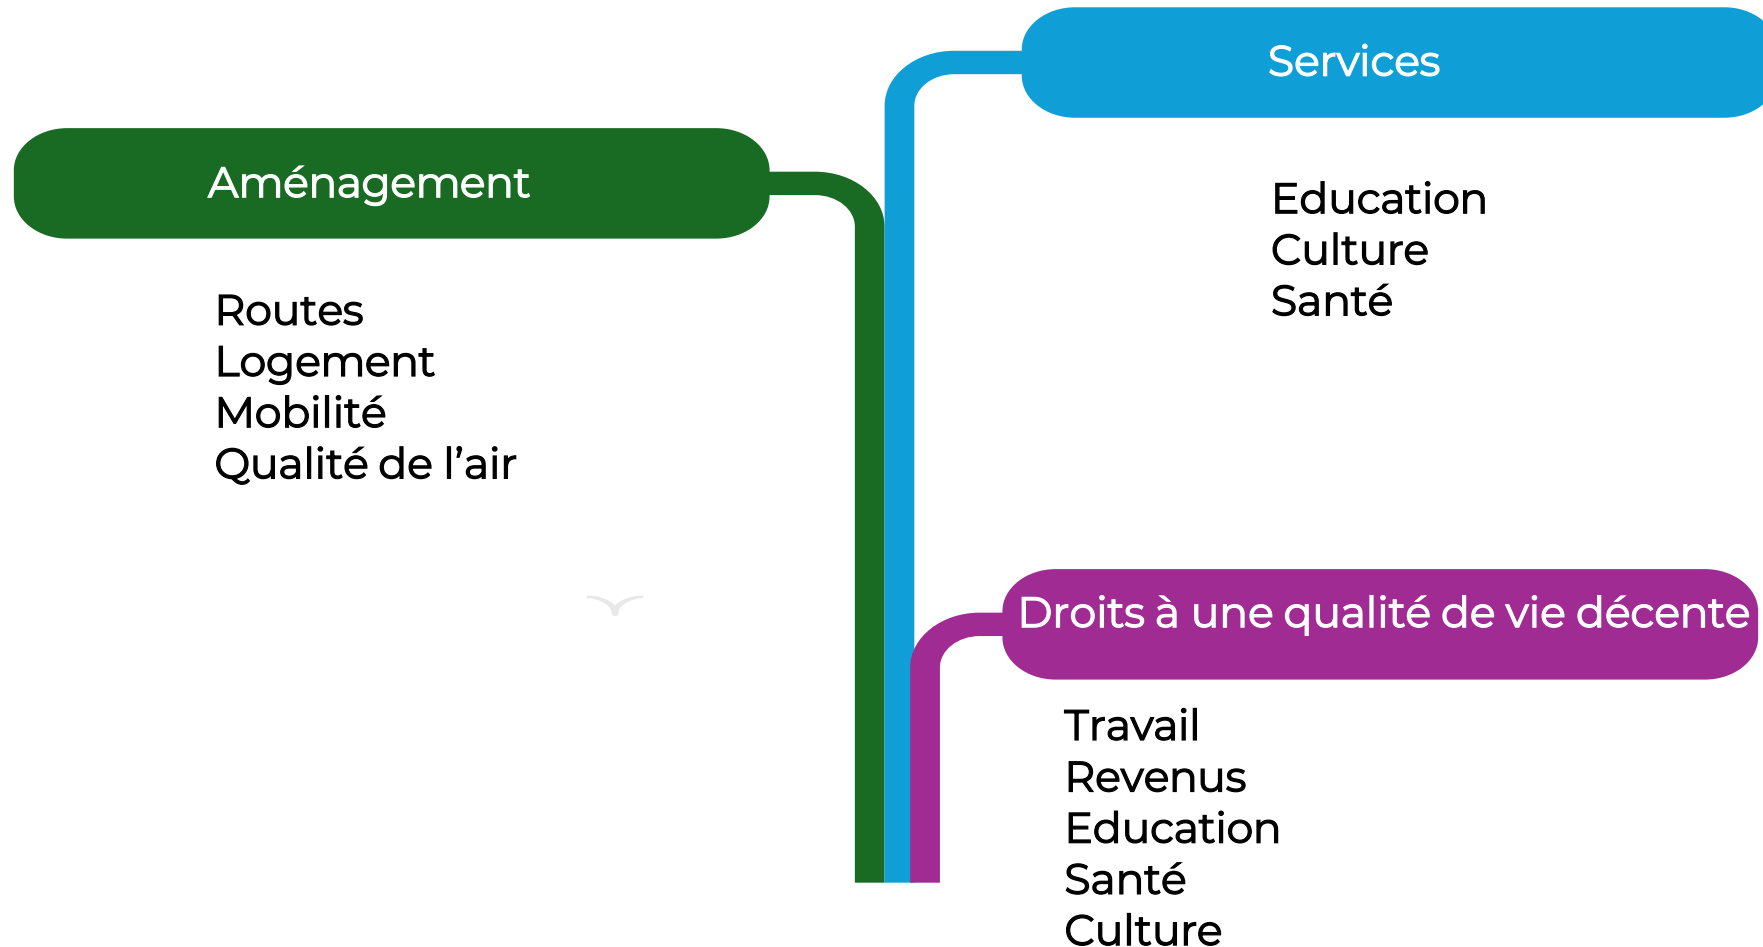 Services
Education
Culture
Santé
Aménagement
Routes
Logement
Mobilité
Qualité de l’air
Droits à une qualité de vie décente
Travail
Revenus
Education
Santé
Culture